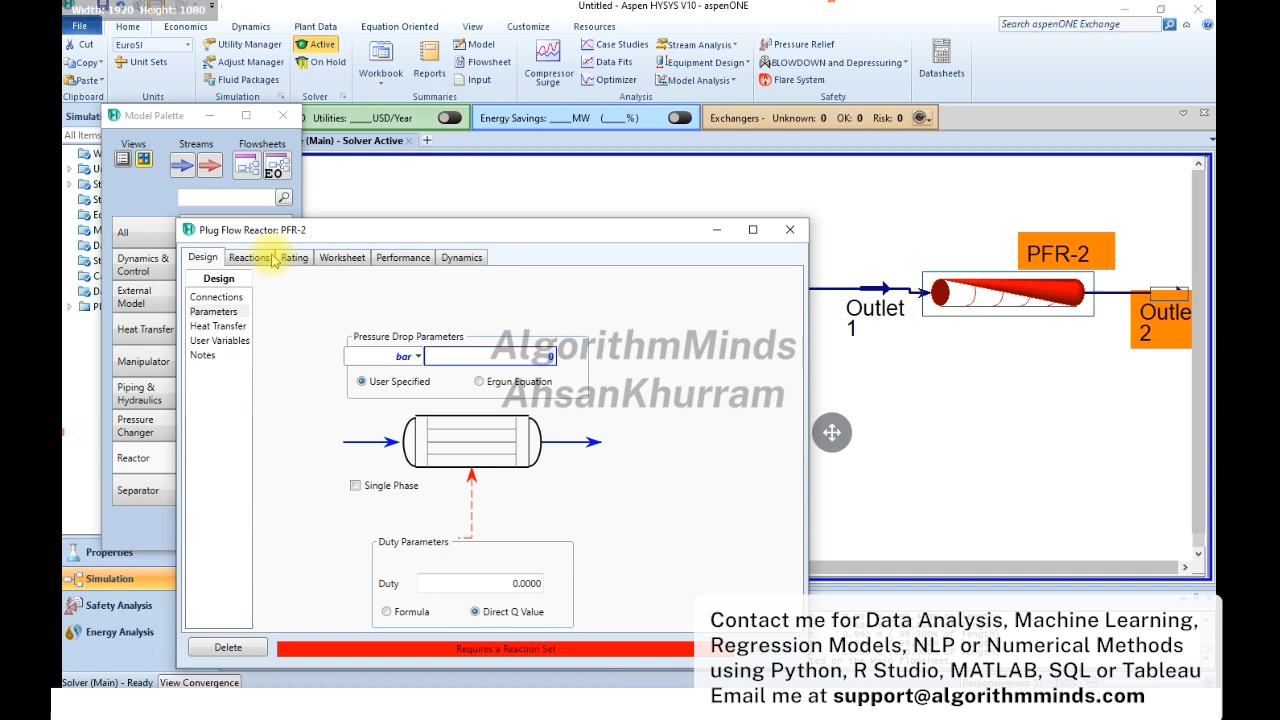 Width: 1920 Height: 1080
Untitled - Aspen HYSYS V10 - aspenONE
File Home Economics Dynamics Plant Data Equation Oriented View Customize Resources
Search aspenONE Exchange
Cut EuroSI Utility Manager Active Model Case Studies Stream Analysis Pressure Relief
Copy Unit Sets Adjust Manager On Hold Workbook Reports Flowsheet Compressor Surge Data Fits Equipment Design BLOWDOWN and Depressuring Datasheets
Paste Fluid Packages Input Optimizer Model Analysis Flare System
Clipboard Units Simulation Solver Summaries Analysis Safety
Simulati Model Palette 0 Utilities: ____USD/Year Energy Savings: ____MW (____%) Exchangers - Unknown: 0 OK: 0 Risk: 0
All Items Views Streams Flowsheets (Main) - Solver Active
EO
Plug Flow Reactor: PFR-2
All
Design Reactions Rating Worksheet Performance Dynamics
Dynamics &
Control
External
Model
Heat Transfer
Manipulator
Piping &
Hydraulics
Pressure
Changer
Reactor
Separator
Design
Connections
Parameters
Heat Transfer
User Variables
Notes
Pressure Drop Parameters
bar 0
User Specified Ergun Equation
Single Phase
Duty Parameters
Duty 0.0000
Formula Direct Q Value
Delete Requires a Reaction Set
PFR-2
Outlet
1
Outle
2
AlgorithmMinds
AhsanKhurram
Properties
Simulation
Safety Analysis
Energy Analysis
Solver (Main) - Ready View Convergence
Contact me for Data Analysis, Machine Learning,
Regression Models, NLP or Numerical Methods
using Python, R Studio, MATLAB, SQL or Tableau
Email me at support@algorithmminds.com